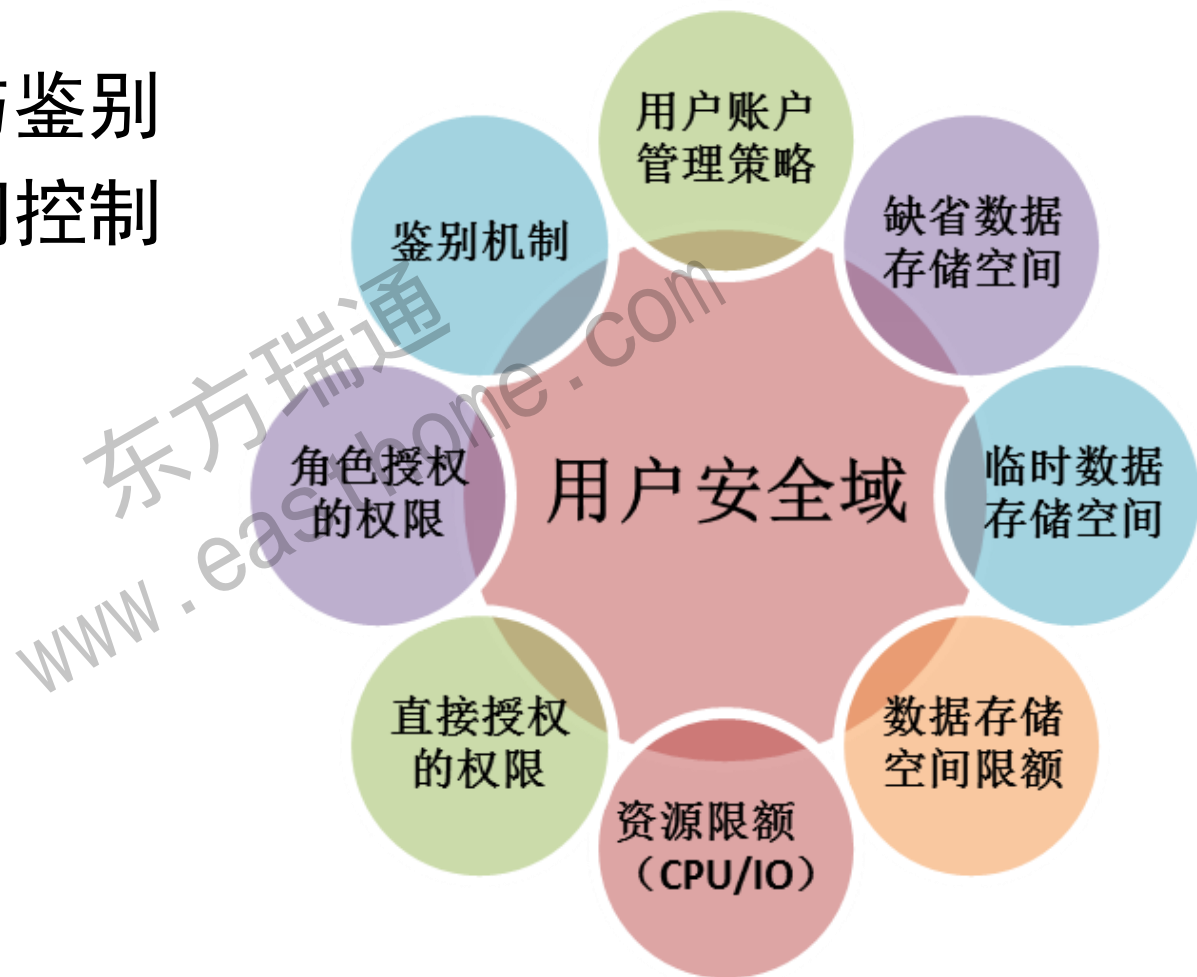 与鉴别
控制
用户账户
管理策略
缺省数据
存储空间
临时数据
存储空间
数据存储
空间限额
资源限额
（CPU/IO）
直接授权
的权限
角色授权
的权限
鉴别机制
用户安全域
东方瑞通
www.easthome.com